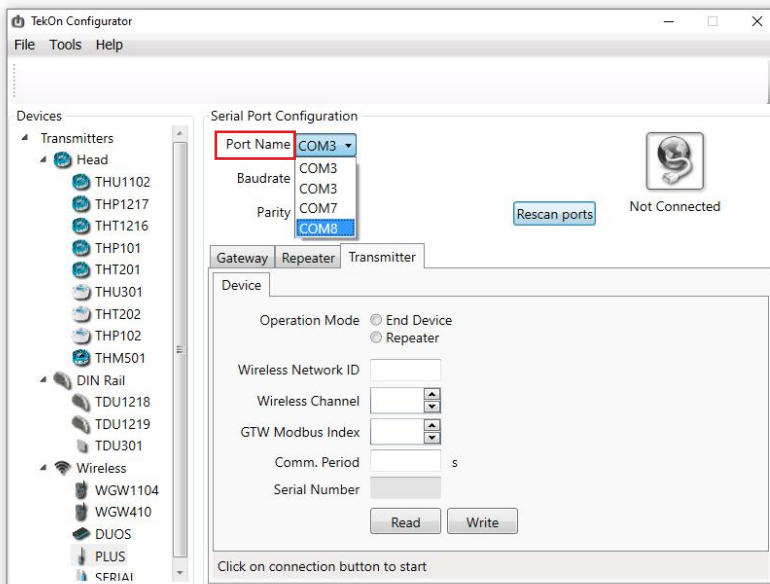 TekOn Configurator
File Tools Help
Devices
Transmitters
Head
THU1102
THP1217
THT1216
THP101
THT201
THU301
THT202
THP102
THM501
DIN Rail
TDU1218
TDU1219
TDU301
Wireless
WGW1104
WGW410
DUOS
PLUS
SERIAL
Serial Port Configuration
Port Name COM3
COM3
COM3
COM7
COM8
Baudrate
Parity
Rescan ports
Not Connected
Gateway Repeater Transmitter
Device
Operation Mode End Device
Repeater
Wireless Network ID
Wireless Channel
GTW Modbus Index
Comm. Period s
Serial Number
Read Write
Click on connection button to start